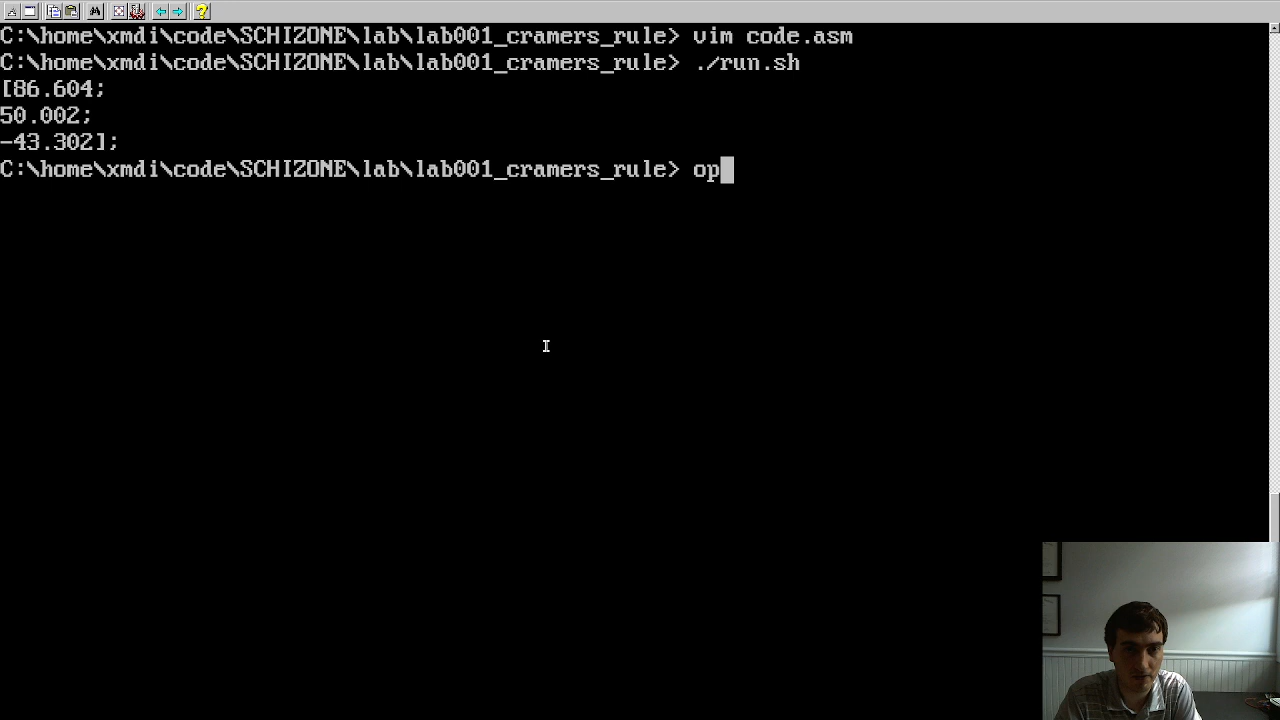 C:\home\xmdi\code\SCHIZONE\lab\lab001_cramers_rule> vim code.asm
C:\home\xmdi\code\SCHIZONE\lab\lab001_cramers_rule> ./run.sh
[86.604;
50.002;
-43.302];
C:\home\xmdi\code\SCHIZONE\lab\lab001_cramers_rule> op